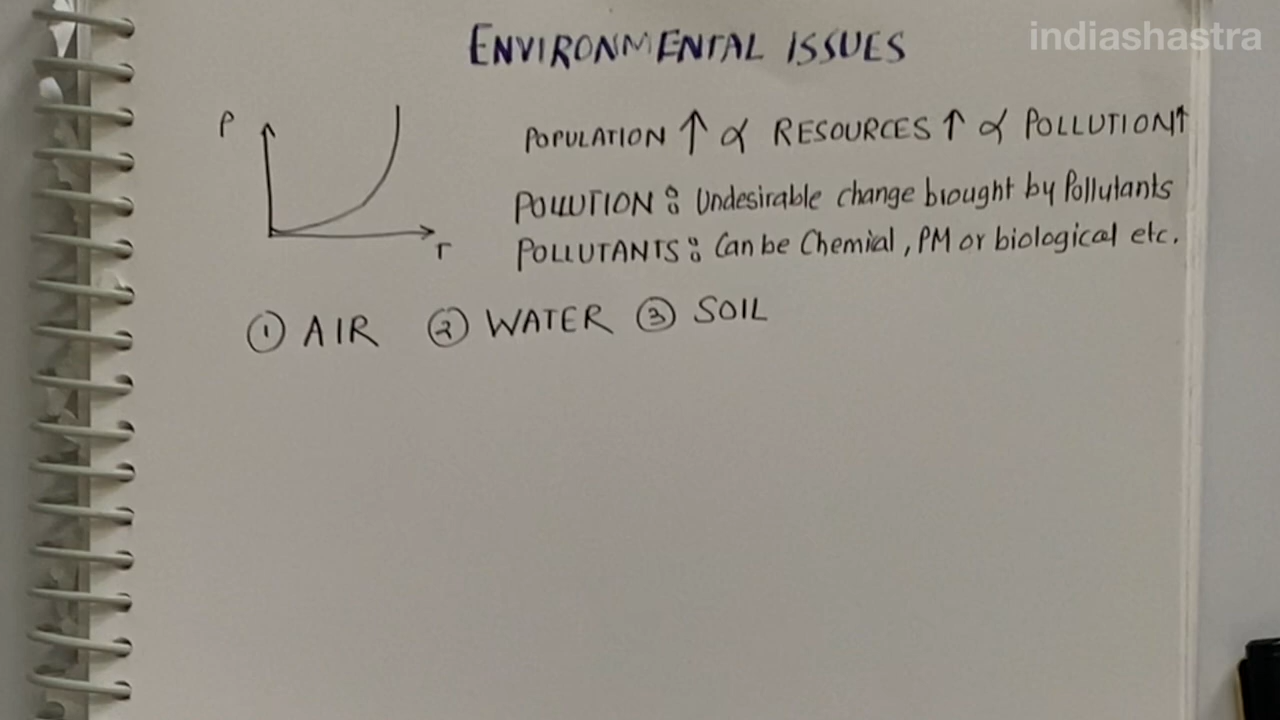 indiashastra
ENVIRONMENTAL ISSUES
P
POPULATION ↑ ∝ RESOURCES ↑ ∝ POLLUTION↑
POLLUTION : Undesirable change brought by Pollutants
POLLUTANTS : Can be Chemial, PM or biological etc.
T
① AIR ② WATER ③ SOIL